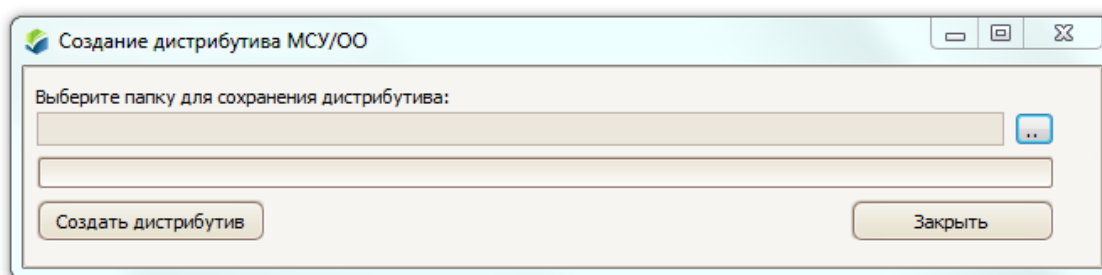 Создание дистрибутива МСУ/ОО
Выберите папку для сохранения дистрибутива:
..
Создать дистрибутив
Закрыть